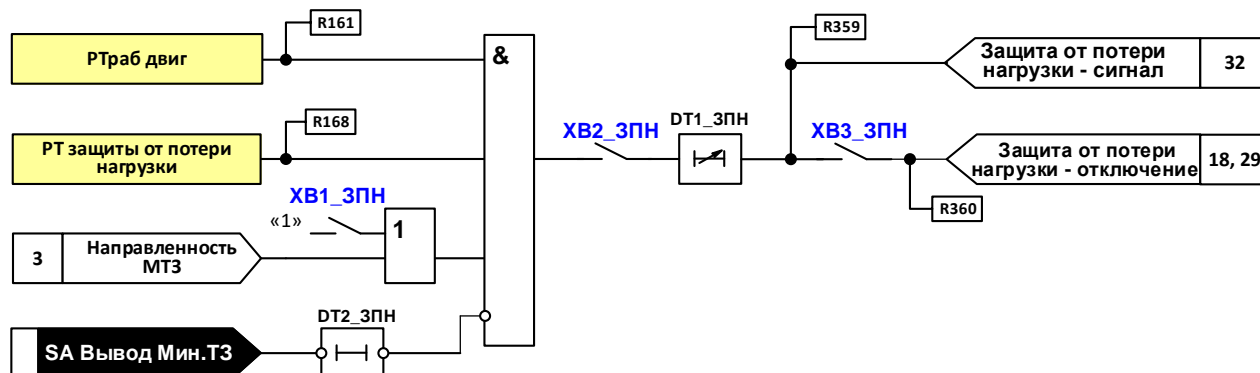 РТраб двиг
R161
&
R359
Защита от потери
нагрузки - сигнал
32
РТ защиты от потери
нагрузки
R168
XB2_ЗПН
DT1_ЗПН
XB3_ЗПН
Защита от потери
нагрузки - отключение
18, 29
R360
XB1_ЗПН
«1»
1
3
Направленность
МТЗ
DT2_ЗПН
SA Вывод Мин.ТЗ